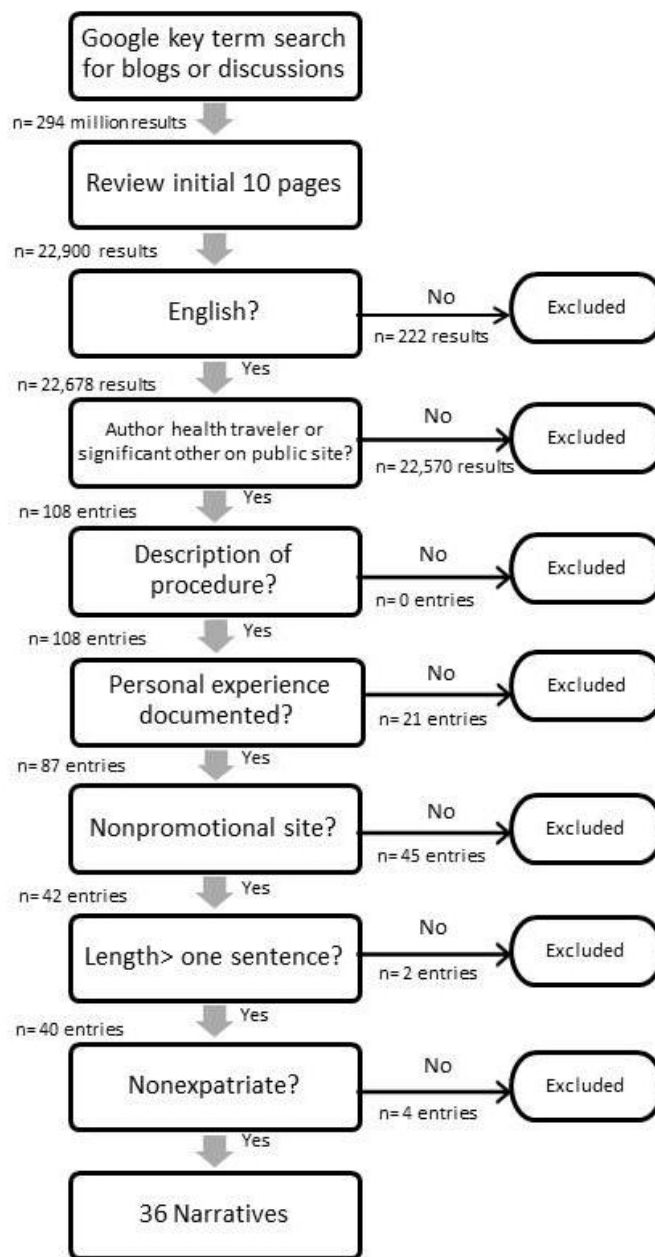 Google key term search
for blogs or discussions
n= 294 million results
Review initial 10 pages
n= 22,900 results
English?
No
n= 222 results
Excluded
Yes
n= 22,678 results
Author health traveler or
significant other on public site?
No
n= 22,570 results
Excluded
Yes
n= 108 entries
Description of
procedure?
No
n= 0 entries
Excluded
Yes
n= 108 entries
Personal experience
documented?
No
n= 21 entries
Excluded
Yes
n= 87 entries
Nonpromotional site?
No
n= 45 entries
Excluded
Yes
n= 42 entries
Length> one sentence?
No
n= 2 entries
Excluded
Yes
n= 40 entries
Nonexpatriate?
No
n= 4 entries
Excluded
Yes
36 Narratives